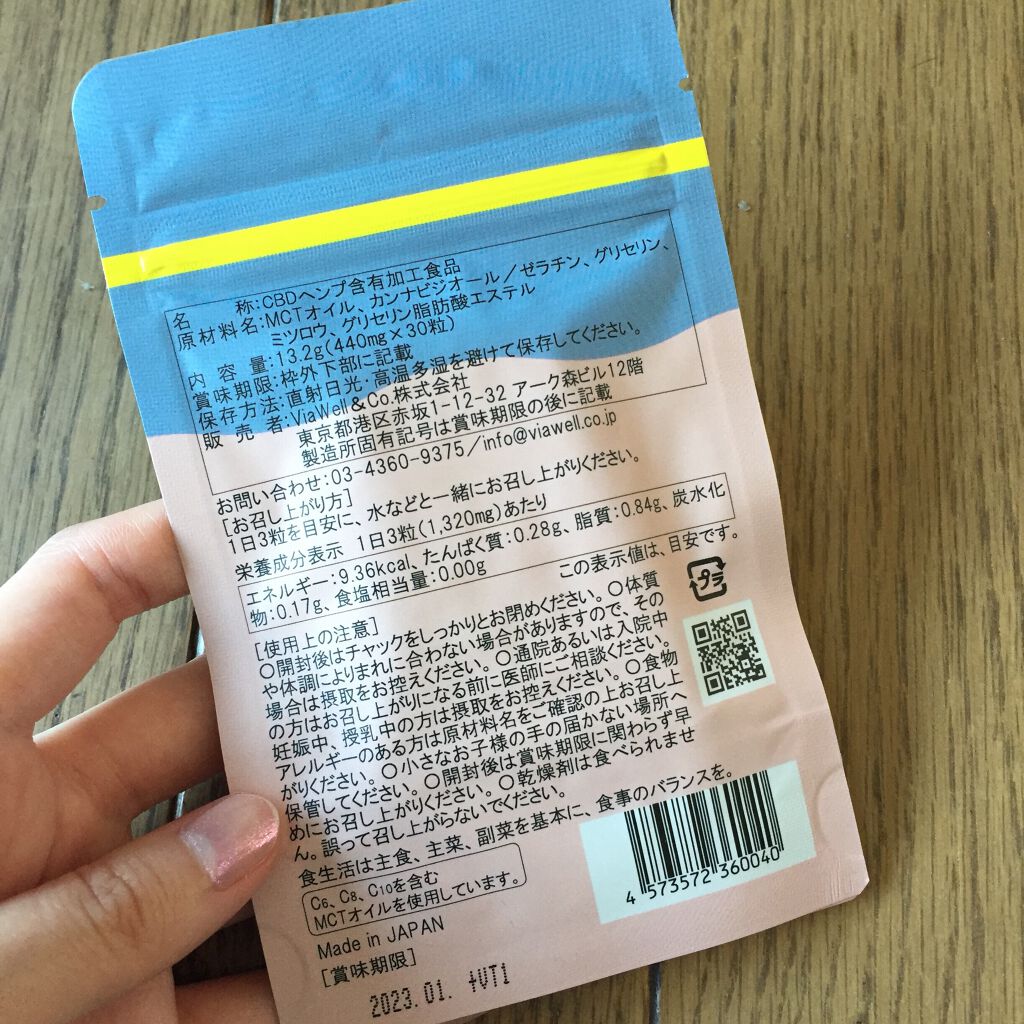 名 称:CBDヘンプ含有加工食品
原材料名:MCTオイル、カンナビジオール／ゼラチン、グリセリン、
ミツロウ、グリセリン脂肪酸エステル
内 容 量:13.2g(440mg×30粒)
賞味期限:枠外下部に記載
保存方法:直射日光・高温多湿を避けて保存してください。
販 売 者:ViaWell＆Co.株式会社
東京都港区赤坂1-12-32 アーク森ビル12階
製造所固有記号は賞味期限の後に記載
お問い合わせ:03-4360-9375／info@viawell.co.jp
[お召し上がり方]
1日3粒を目安に、水などと一緒にお召し上がりください。
栄養成分表示 1日3粒(1,320mg)あたり
エネルギー:9.36kcal、たんぱく質:0.28g、脂質:0.84g、炭水化
物:0.17g、食塩相当量:0.00g
この表示値は、目安です。
プラ
[使用上の注意]
○開封後はチャックをしっかりとお閉めください。○体質
や体調によりまれに合わない場合がありますので、その
場合は摂取をお控えください。○通院あるいは入院中
の方はお召し上がりになる前に医師にご相談ください。
妊娠中、授乳中の方は摂取をお控えください。○食物
アレルギーのある方は原材料名をご確認の上お召し上
がりください。○小さなお子様の手の届かない場所へ
保管してください。○開封後は賞味期限に関わらず早
めにお召し上がりください。○乾燥剤は食べられませ
ん。誤って召し上がらないでください。
食生活は主食、主菜、副菜を基本に、食事のバランスを。
C6、C8、C10を含む
MCTオイルを使用しています。
4 573572 360040
Made in JAPAN
[賞味期限]
2023.01. +VT1